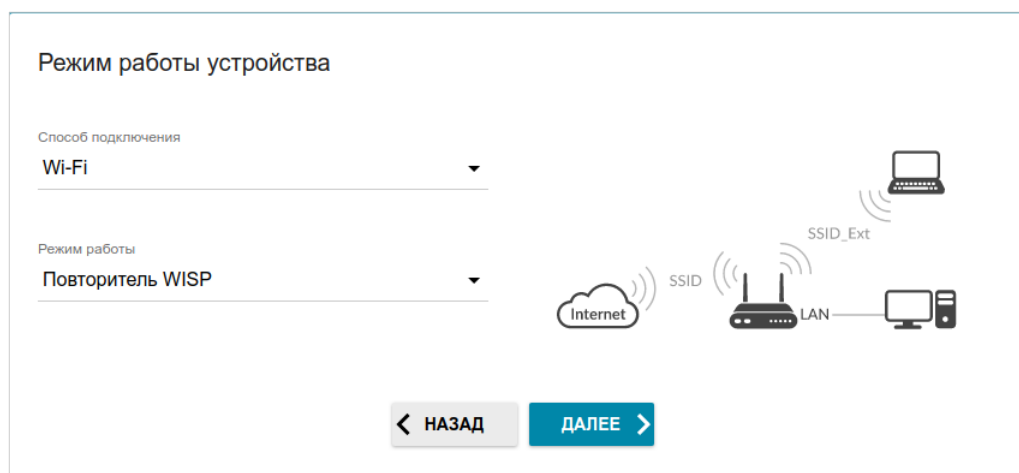 Режим работы устройства
Способ подключения
Wi-Fi
Режим работы
Повторитель WISP
SSID_Ext
SSID
Internet
LAN
НАЗАД
ДАЛЕЕ